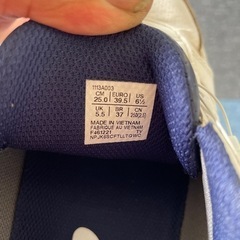 1113A003
CM EURO US
25.0 39.5 6½
UK BR CN
5.5 37
MADE IN VIETNAM
FABRIQUE AU VIETNAM